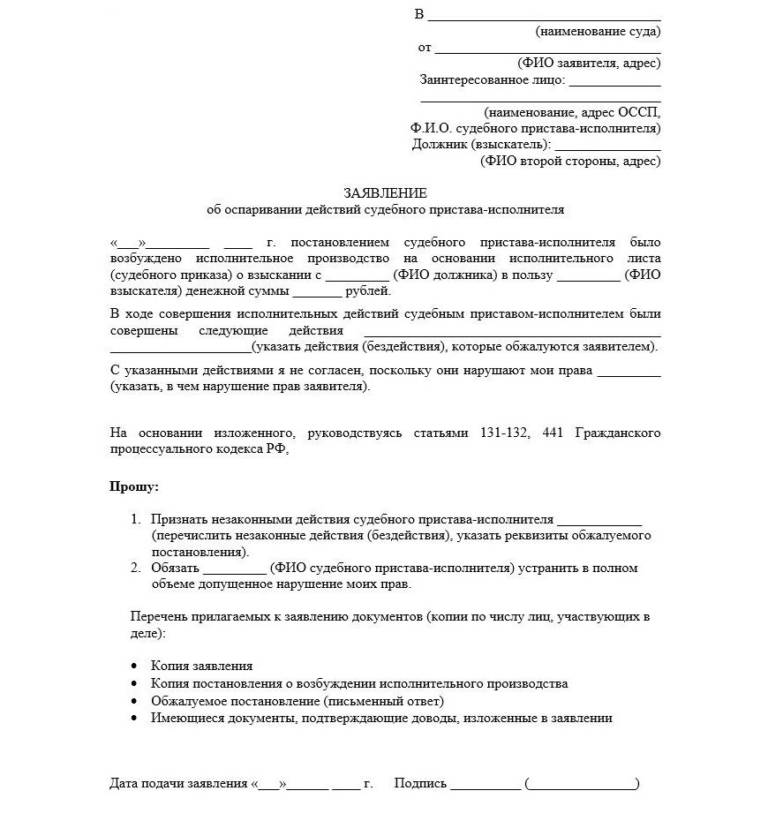 В ___________________________________
(наименование суда)
от __________________________________
(ФИО заявителя, адрес)
Заинтересованное лицо: ______________
____________________________________
(наименование, адрес ОССП,
Ф.И.О. судебного пристава-исполнителя)
Должник (взыскатель): ________________
(ФИО второй стороны, адрес)
ЗАЯВЛЕНИЕ
об оспаривании действий судебного пристава-исполнителя
«___»_________ ____ г. постановлением судебного пристава-исполнителя было
возбуждено исполнительное производство на основании исполнительного листа
(судебного приказа) о взыскании с _________ (ФИО должника) в пользу _________ (ФИО
взыскателя) денежной суммы _______ рублей.
В ходе совершения исполнительных действий судебным приставом-исполнителем были
совершены следующие действия __________________________________________
____________________(указать действия (бездействия), которые обжалуются заявителем).
С указанными действиями я не согласен, поскольку они нарушают мои права _________
(указать, в чем нарушение прав заявителя).
На основании изложенного, руководствуясь статьями 131-132, 441 Гражданского
процессуального кодекса РФ,
Прошу:
1. Признать незаконными действия судебного пристава-исполнителя ____________
(перечислить незаконные действия (бездействия), указать реквизиты обжалуемого
постановления).
2. Обязать _________ (ФИО судебного пристава-исполнителя) устранить в полном
объеме допущенное нарушение моих прав.
Перечень прилагаемых к заявлению документов (копии по числу лиц, участвующих в
деле):
• Копия заявления
• Копия постановления о возбуждении исполнительного производства
• Обжалуемое постановление (письменный ответ)
• Имеющиеся документы, подтверждающие доводы, изложенные в заявлении
Дата подачи заявления «___»______ ____ г. Подпись __________ (_______________)